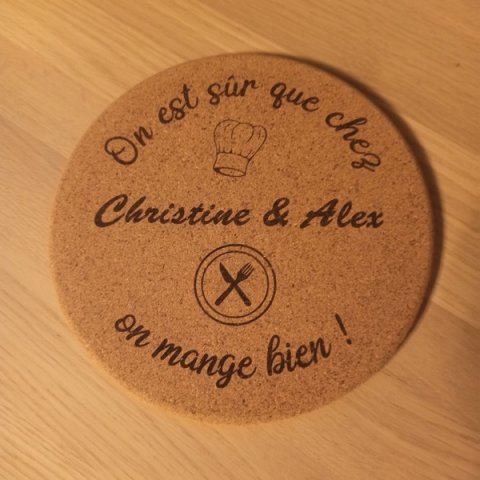 On est sûr que chez
Christine & Alex
on mange bien !